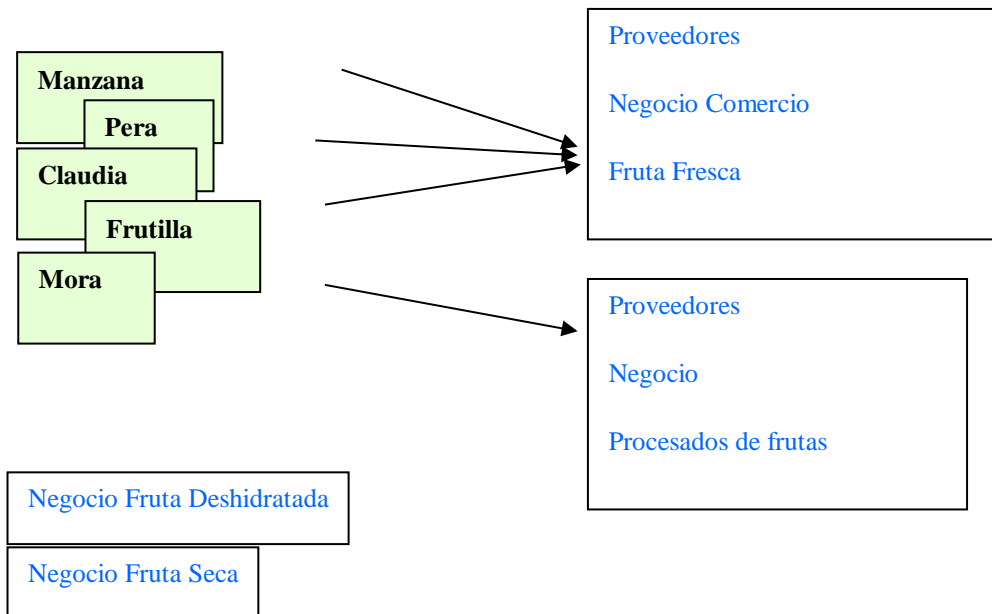 Manzana
Pera
Claudia
Frutilla
Mora
Proveedores
Negocio Comercio
Fruta Fresca
Proveedores
Negocio
Procesados de frutas
Negocio Fruta Deshidratada
Negocio Fruta Seca